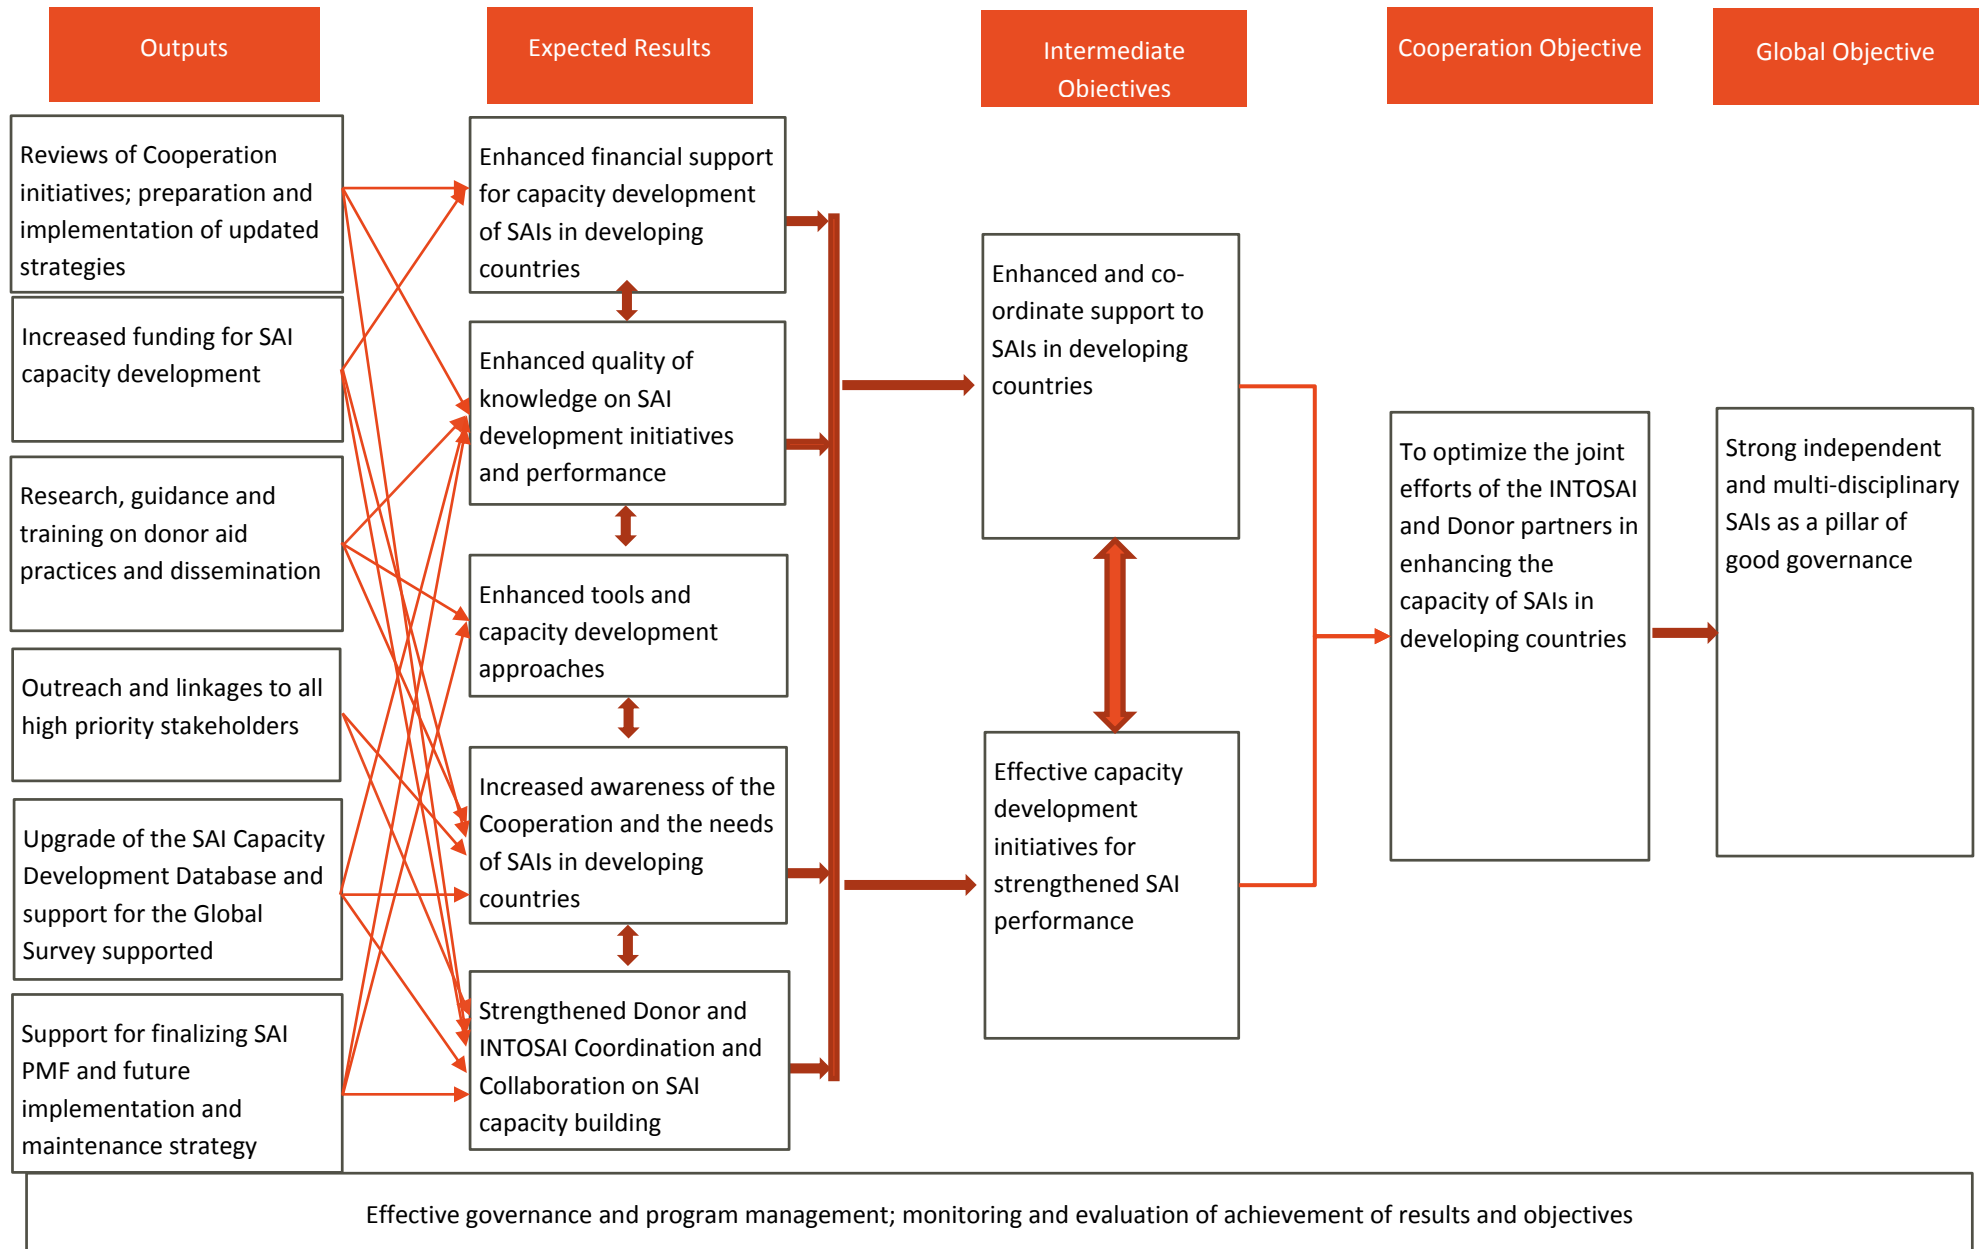 Outputs
Expected Results
Intermediate
Objectives
Cooperation Objective
Global Objective
Reviews of Cooperation
initiatives; preparation and
implementation of updated
strategies
Increased funding for SAI
capacity development
Research, guidance and
training on donor aid
practices and dissemination
Outreach and linkages to all
high priority stakeholders
Upgrade of the SAI Capacity
Development Database and
support for the Global
Survey supported
Support for finalizing SAI
PMF and future
implementation and
maintenance strategy
Enhanced financial support
for capacity development
of SAIs in developing
countries
Enhanced quality of
knowledge on SAI
development initiatives
and performance
Enhanced tools and
capacity development
approaches
Increased awareness of the
Cooperation and the needs
of SAIs in developing
countries
Strengthened Donor and
INTOSAI Coordination and
Collaboration on SAI
capacity building
Enhanced and co-
ordinate support to
SAIs in developing
countries
Effective capacity
development
initiatives for
strengthened SAI
performance
To optimize the joint
efforts of the INTOSAI
and Donor partners in
enhancing the
capacity of SAIs in
developing countries
Strong independent
and multi-disciplinary
SAIs as a pillar of
good governance
Effective governance and program management; monitoring and evaluation of achievement of results and objectives